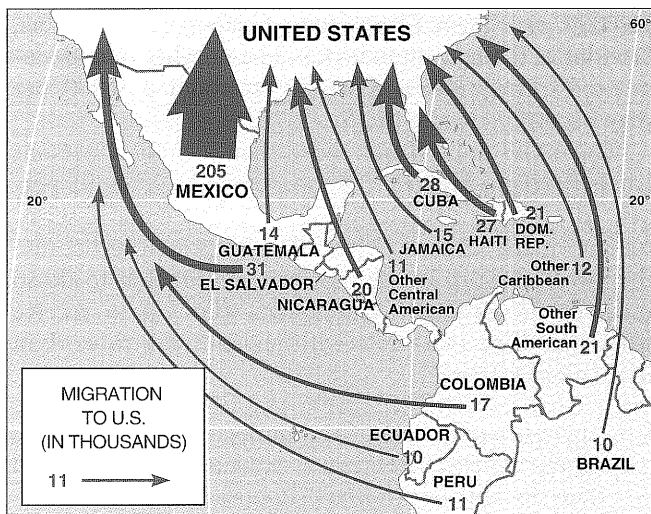 UNITED STATES
60°
205
MEXICO
20°
20°
28
CUBA
27
HAITI
21
DOM.
REP.
14
GUATEMALA
15
JAMAICA
31
EL SALVADOR
11
Other
Central
American
12
Other
Caribbean
20
NICARAGUA
Other
South
American
21
MIGRATION
TO U.S.
(IN THOUSANDS)
11
COLOMBIA
17
ECUADOR
10
PERU
11
10
BRAZIL